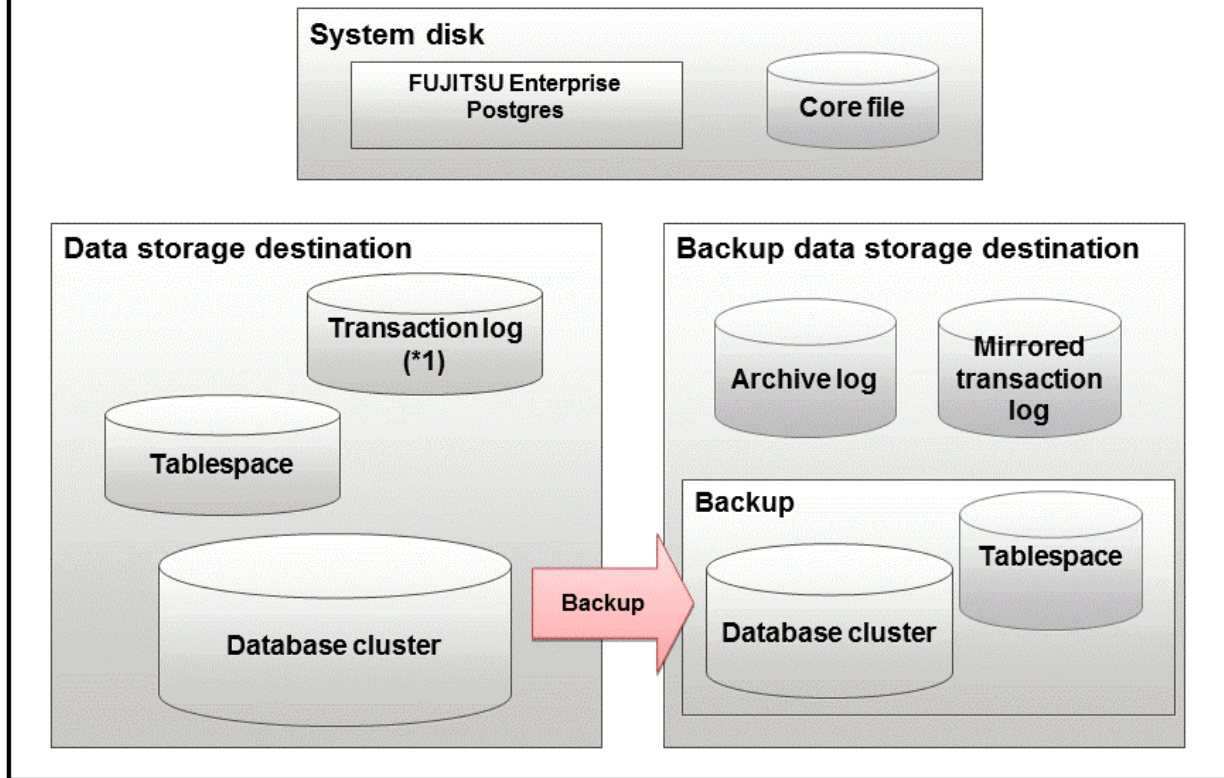 System disk
FUJITSU Enterprise
Postgres
Core file
Data storage destination
Transaction log
(*1)
Tablespace
Database cluster
Backup
Backup data storage destination
Archive log
Mirrored
transaction
log
Backup
Tablespace
Database cluster